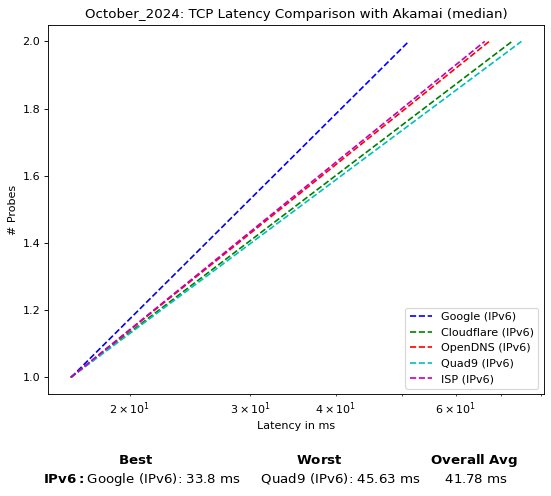 October_2024: TCP Latency Comparison with Akamai (median)
2.0
1.8
1.6
1.4
1.2
1.0
# Probes
Google (IPv6)
Cloudflare (IPv6)
OpenDNS (IPv6)
Quad9 (IPv6)
ISP (IPv6)
2 × 10¹ 3 × 10¹ 4 × 10¹ 6 × 10¹
Latency in ms
Best Worst Overall Avg
IPv6: Google (IPv6): 33.8 ms Quad9 (IPv6): 45.63 ms 41.78 ms